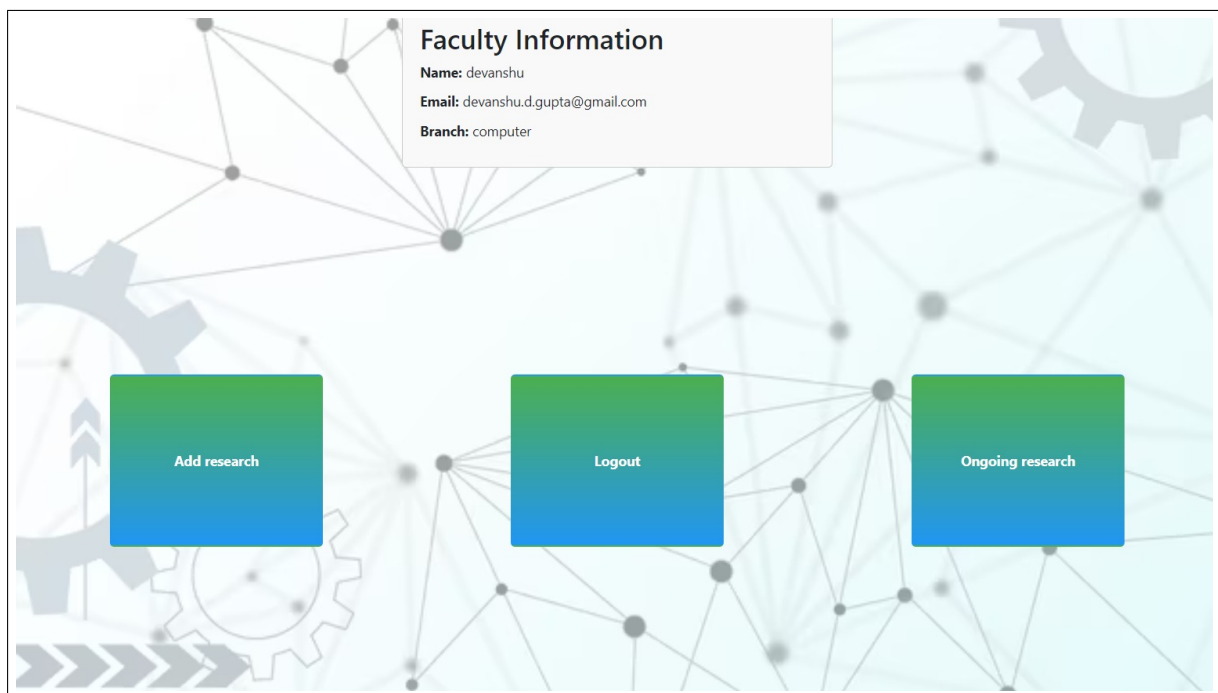 Faculty Information
Name: devanshu
Email: devanshu.d.gupta@gmail.com
Branch: computer
Add research
Logout
Ongoing research